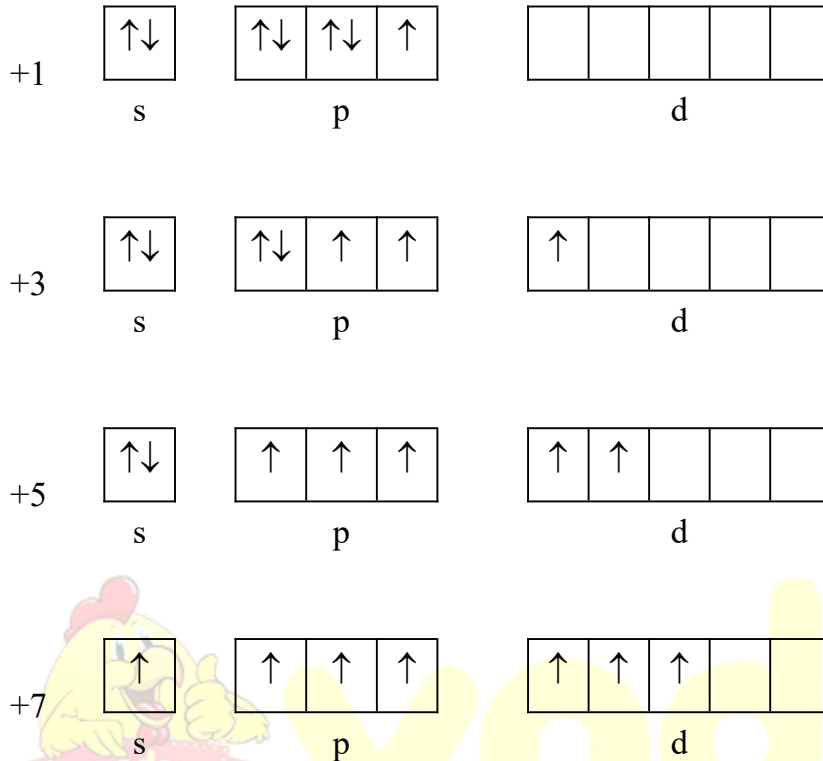 ↑↓ ↑↓ ↑↓ ↑
+1
s p d
↑↓ ↑↓ ↑ ↑ ↑
+3
s p d
↑↓ ↑ ↑ ↑ ↑ ↑
+5
s p d
↑ ↑ ↑ ↑ ↑ ↑ ↑
+7
s p d